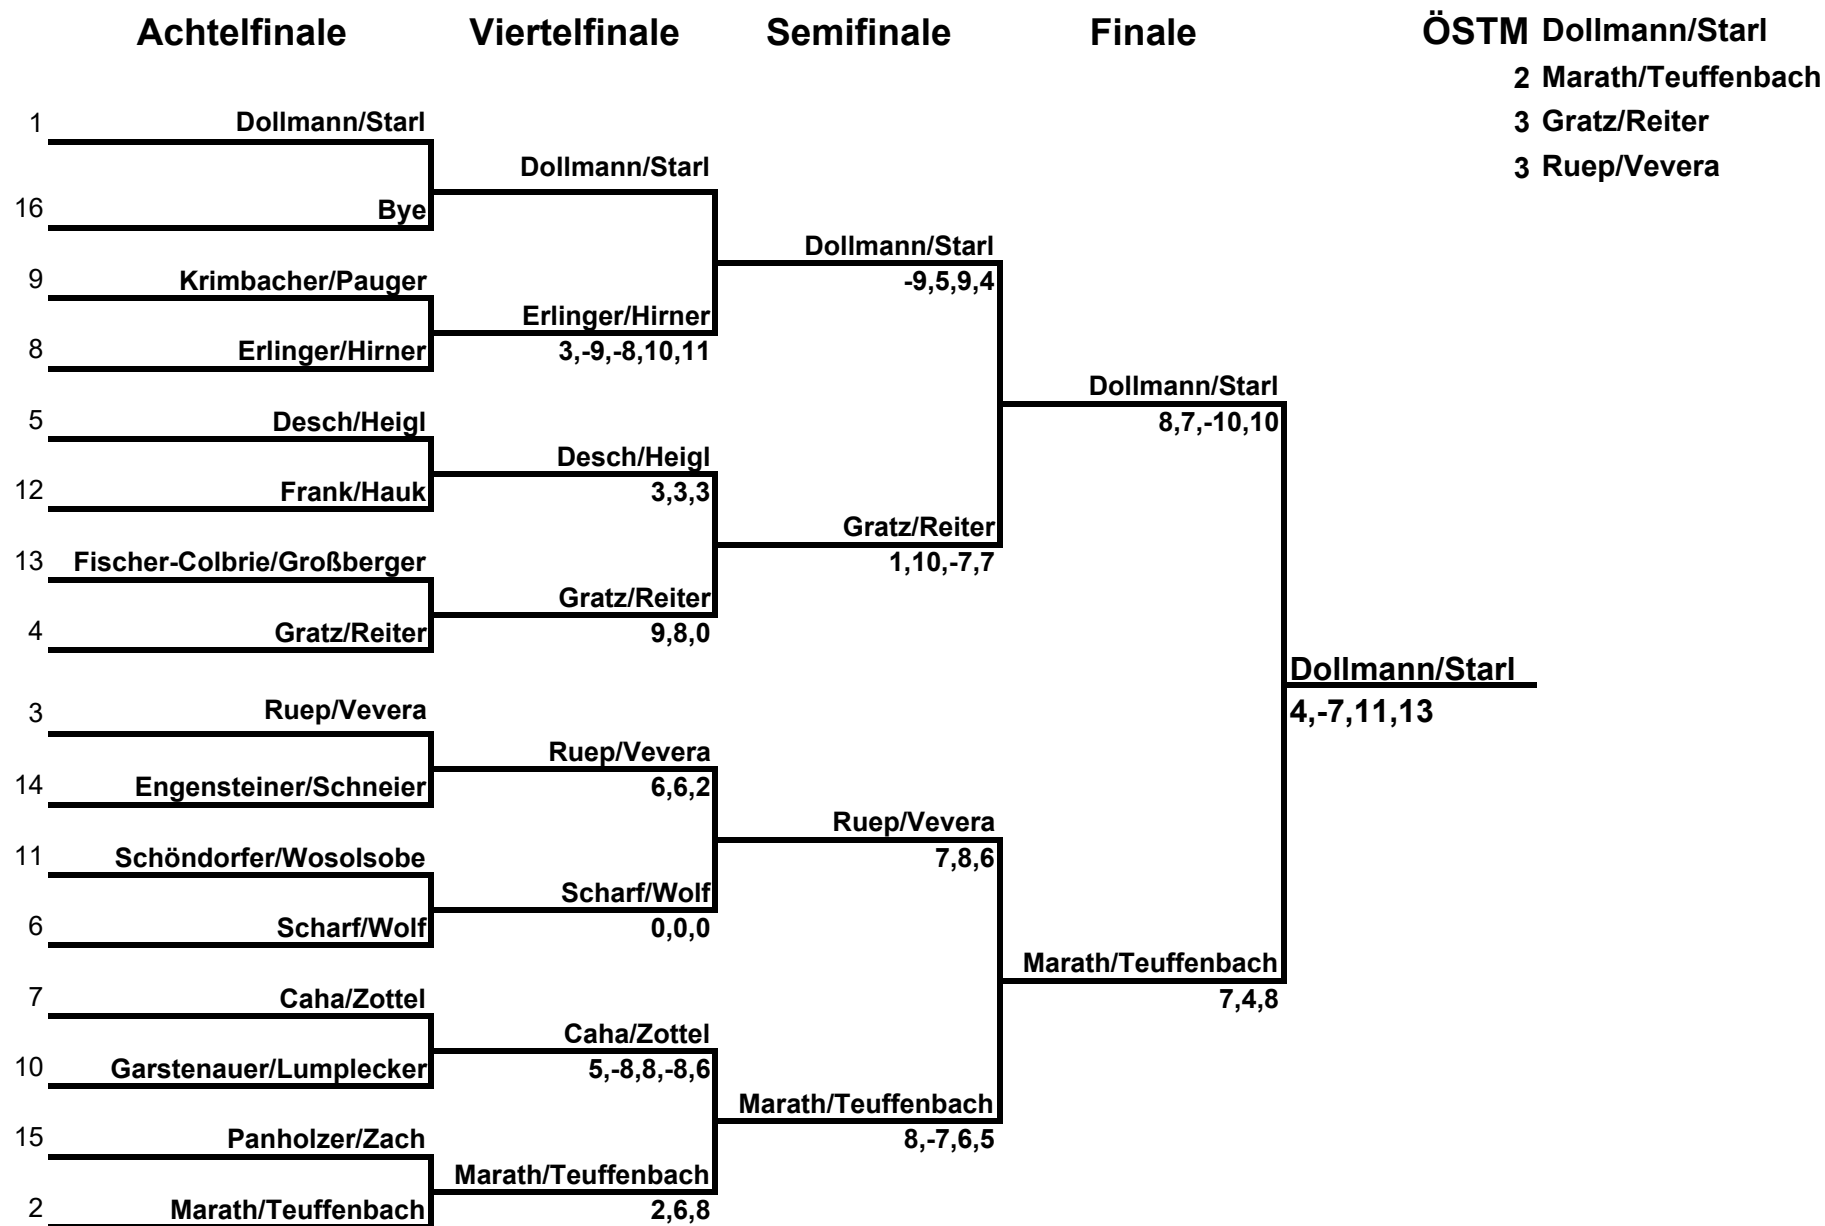 Achtelfinale Viertelfinale Semifinale Finale ÖSTM Dollmann/Starl
2 Marath/Teuffenbach
1 Dollmann/Starl 3 Gratz/Reiter
Dollmann/Starl 3 Ruep/Vevera
16 Bye
Dollmann/Starl
9 Krimbacher/Pauger -9,5,9,4
Erlinger/Hirner
8 Erlinger/Hirner 3,-9,-8,10,11
Dollmann/Starl
5 Desch/Heigl 8,7,-10,10
Desch/Heigl
12 Frank/Hauk 3,3,3
Gratz/Reiter
13 Fischer-Colbrie/Großberger 1,10,-7,7
Gratz/Reiter
4 Gratz/Reiter 9,8,0
Dollmann/Starl
3 Ruep/Vevera 4,-7,11,13
Ruep/Vevera
14 Engensteiner/Schneier 6,6,2
Ruep/Vevera
11 Schöndorfer/Wosolsobe 7,8,6
Scharf/Wolf
6 Scharf/Wolf 0,0,0
Marath/Teuffenbach
7 Caha/Zottel 7,4,8
Caha/Zottel
10 Garstenauer/Lumplecker 5,-8,8,-8,6
Marath/Teuffenbach
15 Panholzer/Zach 8,-7,6,5
Marath/Teuffenbach
2 Marath/Teuffenbach 2,6,8